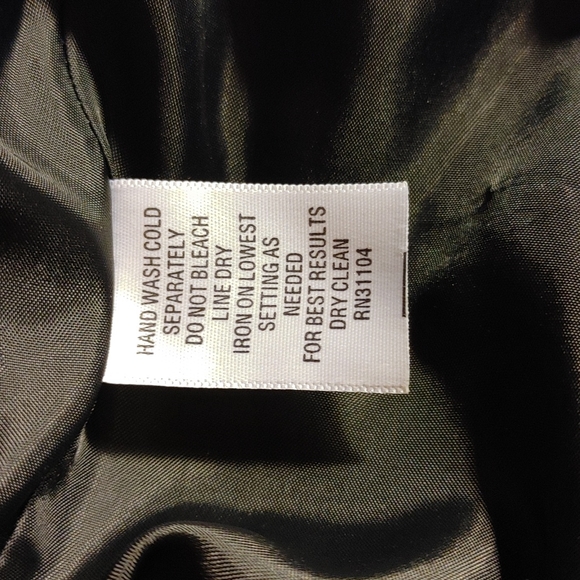 HAND WASH COLD
SEPARATELY
DO NOT BLEACH
LINE DRY
IRON ON LOWEST
SETTING AS
NEEDED
FOR BEST RESULTS
DRY CLEAN
RN31104